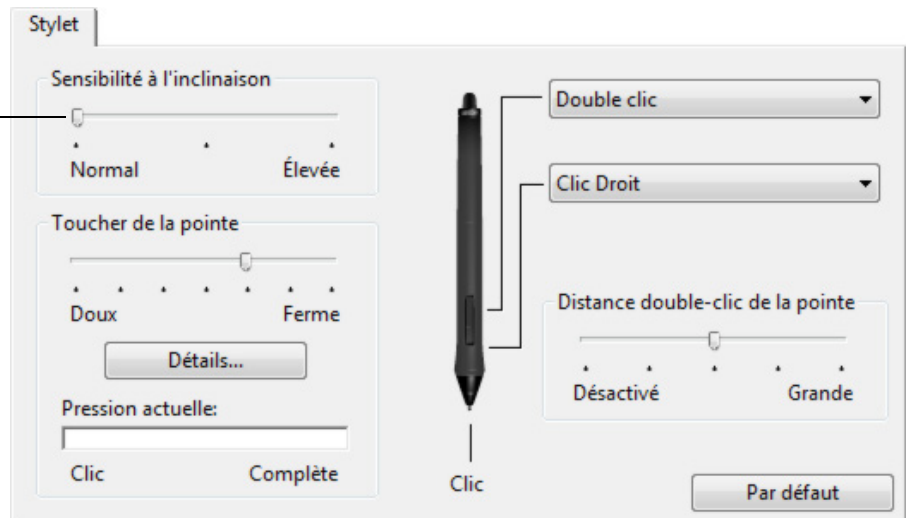 Stylet
Sensibilité à l'inclinaison
Normal
Élevée
Toucher de la pointe
Doux
Ferme
Détails...
Pression actuelle:
Clic
Complète
Double clic
Clic Droit
Distance double-clic de la pointe
Désactivé
Grande
Clic
Par défaut